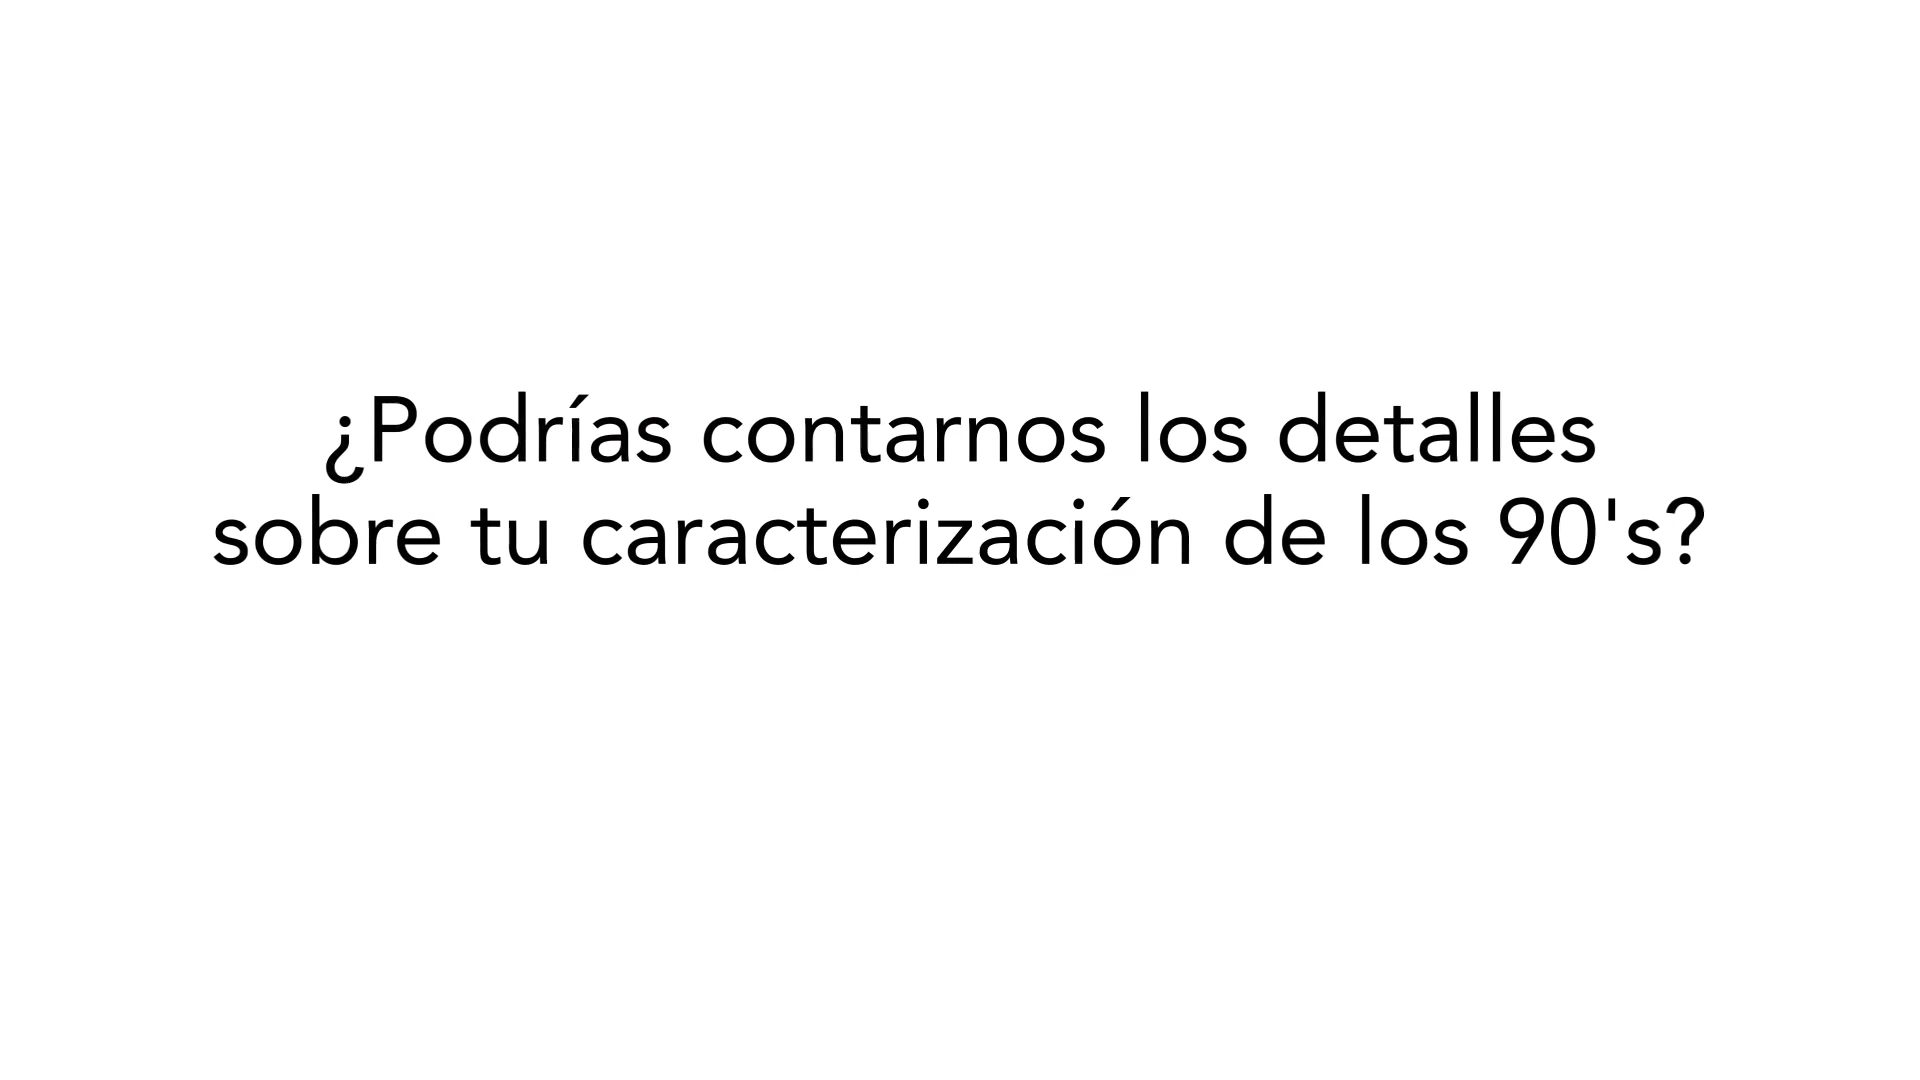 ¿Podrías contarnos los detalles
sobre tu caracterización de los 90's?